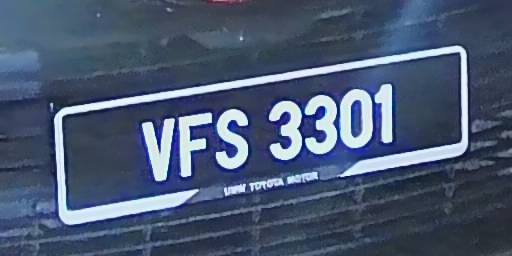 VFS 3301
UMW TOYOTA MOTOR